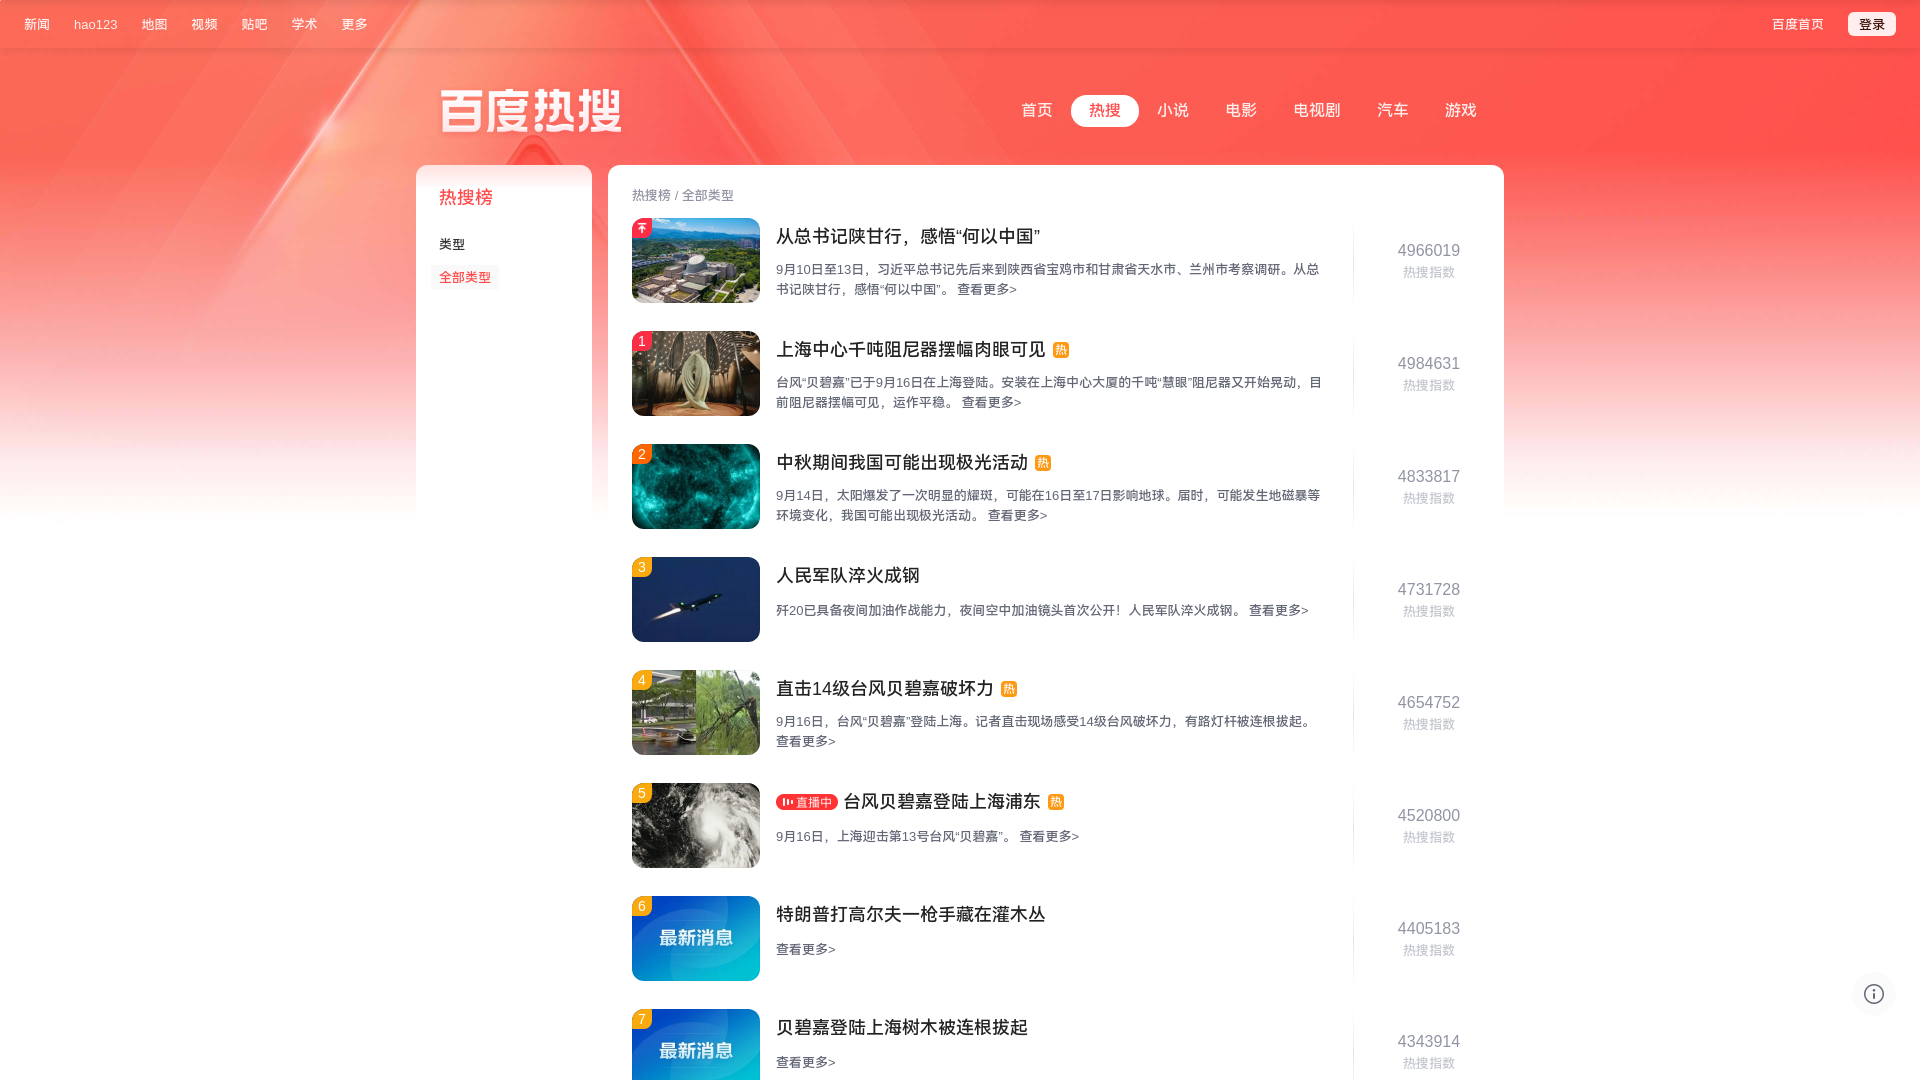 新闻 hao123 地图 视频 贴吧 学术 更多 百度首页 登录
百度热搜
首页 热搜 小说 电影 电视剧 汽车 游戏
热搜榜
类型
全部类型
热搜榜 / 全部类型
从总书记陕甘行，感悟“何以中国”
9月10日至13日，习近平总书记先后来到陕西省宝鸡市和甘肃省天水市、兰州市考察调研。从总
书记陕甘行，感悟“何以中国”。 查看更多>
4966019
热搜指数
1
上海中心千吨阻尼器摆幅肉眼可见 热
台风“贝碧嘉”已于9月16日在上海登陆。安装在上海中心大厦的千吨“慧眼”阻尼器又开始晃动，目
前阻尼器摆幅可见，运作平稳。 查看更多>
4984631
热搜指数
2
中秋期间我国可能出现极光活动 热
9月14日，太阳爆发了一次明显的耀斑，可能在16日至17日影响地球。届时，可能发生地磁暴等
环境变化，我国可能出现极光活动。 查看更多>
4833817
热搜指数
3
人民军队淬火成钢
歼20已具备夜间加油作战能力，夜间空中加油镜头首次公开！人民军队淬火成钢。 查看更多>
4731728
热搜指数
4
直击14级台风贝碧嘉破坏力 热
9月16日，台风“贝碧嘉”登陆上海。记者直击现场感受14级台风破坏力，有路灯杆被连根拔起。
查看更多>
4654752
热搜指数
5
直播中 台风贝碧嘉登陆上海浦东 热
9月16日，上海迎击第13号台风“贝碧嘉”。 查看更多>
4520800
热搜指数
6
最新消息
特朗普打高尔夫一枪手藏在灌木丛
查看更多>
4405183
热搜指数
7
最新消息
贝碧嘉登陆上海树木被连根拔起
查看更多>
4343914
热搜指数